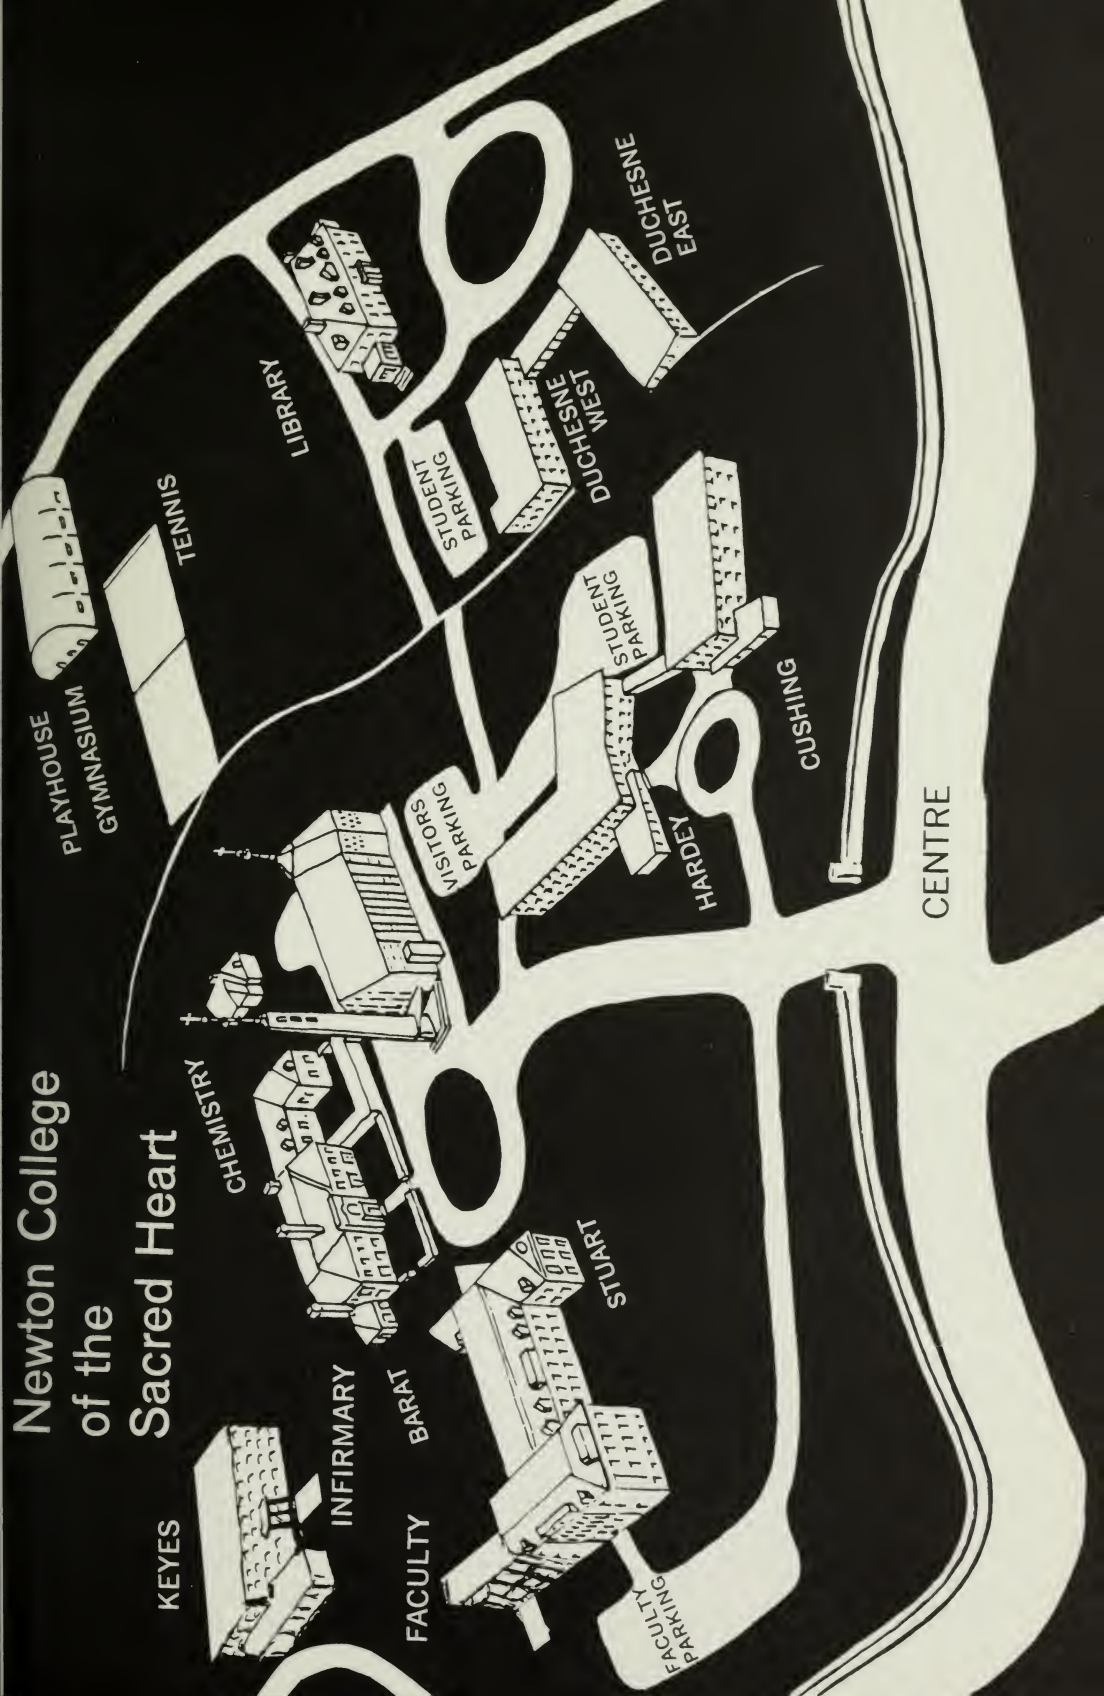 Newton College
of the
Sacred Heart
KEYES
INFIRMARY
FACULTY
BARAT
CHEMISTRY
STUART
FACULTY
PARKING
PLAYHOUSE
GYMNASIUM
TENNIS
VISITORS
PARKING
HARDEY
STUDENT
PARKING
CUSHING
LIBRARY
STUDENT
PARKING
DUCHESNE
WEST
DUCHESNE
EAST
CENTRE